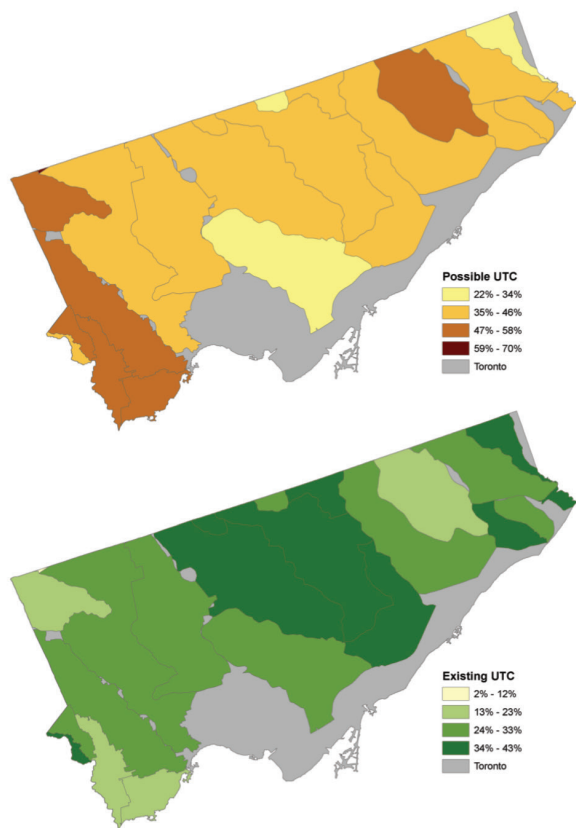 Possible UTC
22% - 34%
35% - 46%
47% - 58%
59% - 70%
Toronto
Existing UTC
2% - 12%
13% - 23%
24% - 33%
34% - 43%
Toronto